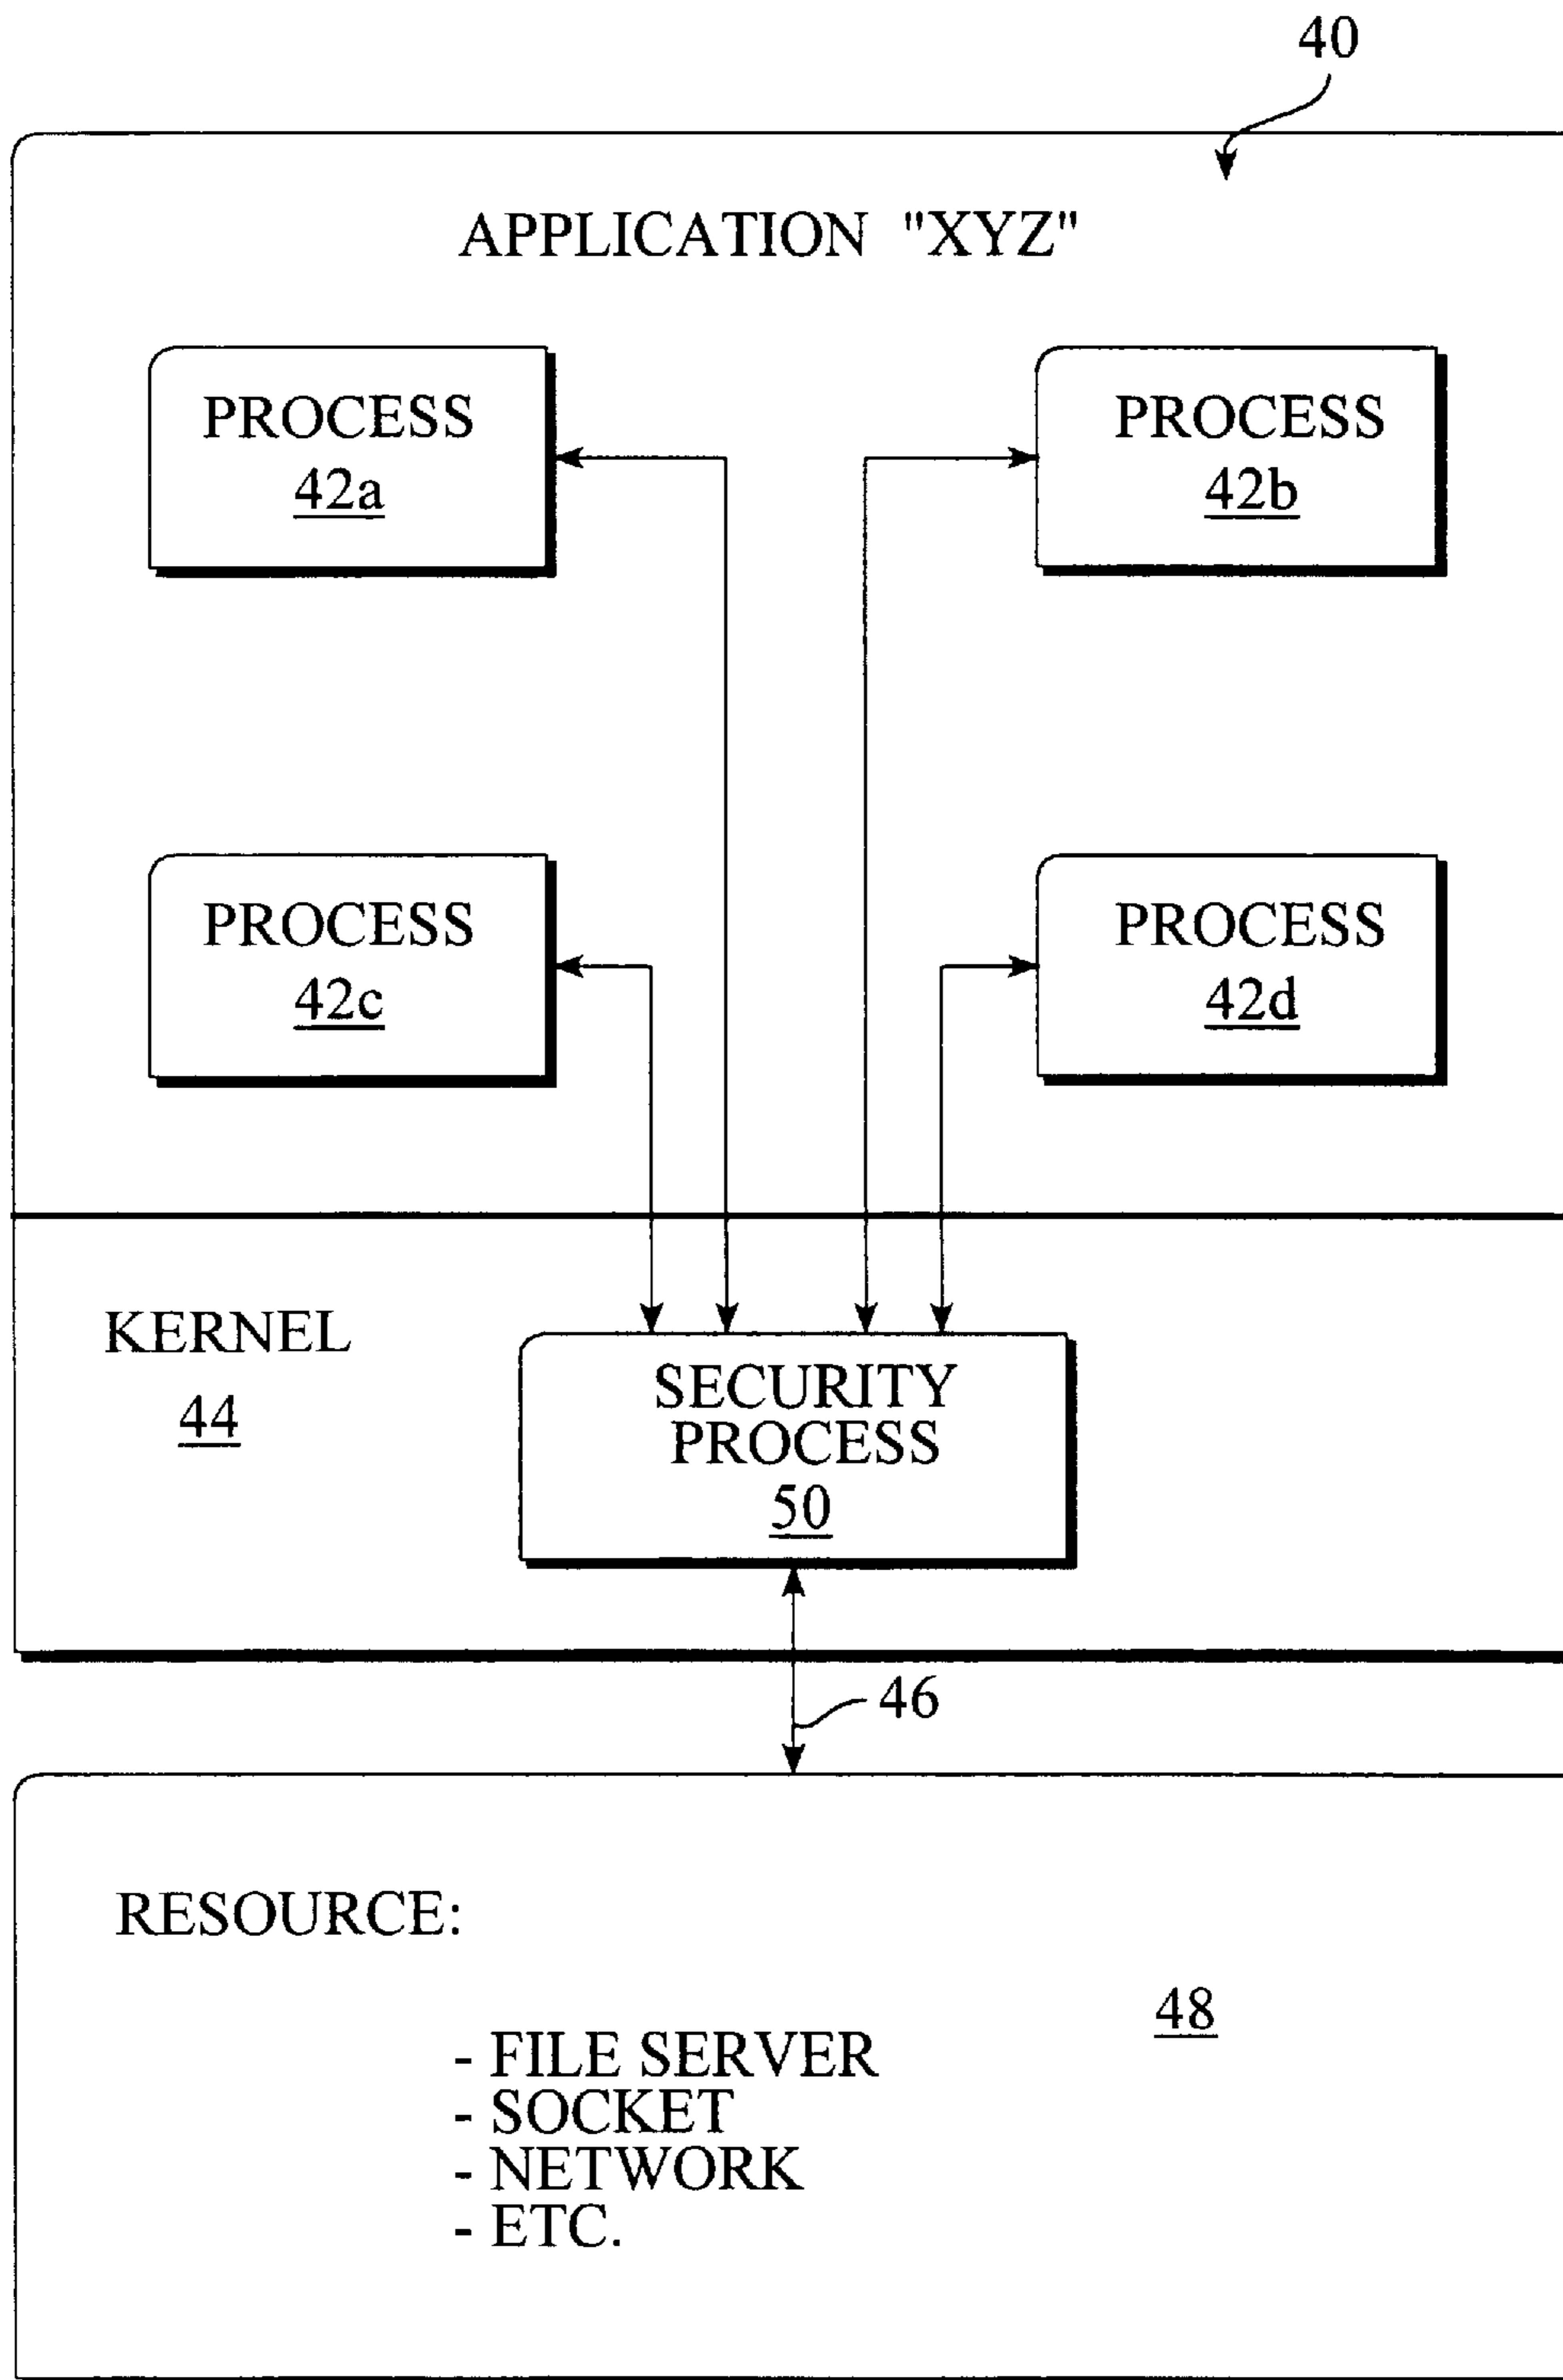 40
APPLICATION "XYZ"
PROCESS
42a
PROCESS
42b
PROCESS
42c
PROCESS
42d
KERNEL
44
SECURITY
PROCESS
50
46
RESOURCE:
48
- FILE SERVER
- SOCKET
- NETWORK
- ETC.